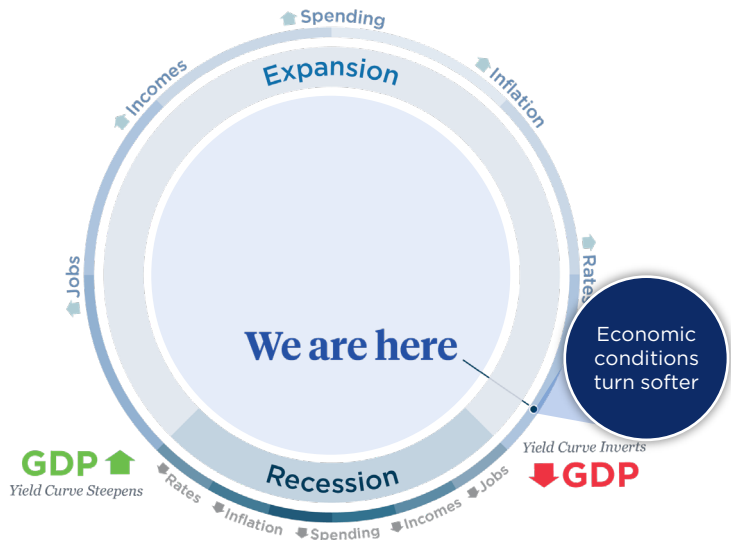 Spending
Expansion
Incomes
Inflation
Jobs
Rates
We are here
Economic
conditions
turn softer
GDP
Yield Curve Steepens
Yield Curve Inverts
GDP
Recession
Rates
Inflation
Spending
Incomes
Jobs